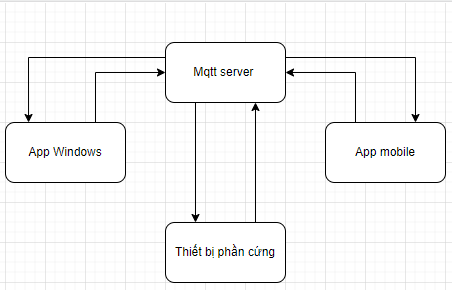 Mqtt server
App Windows
App mobile
Thiết bị phần cứng